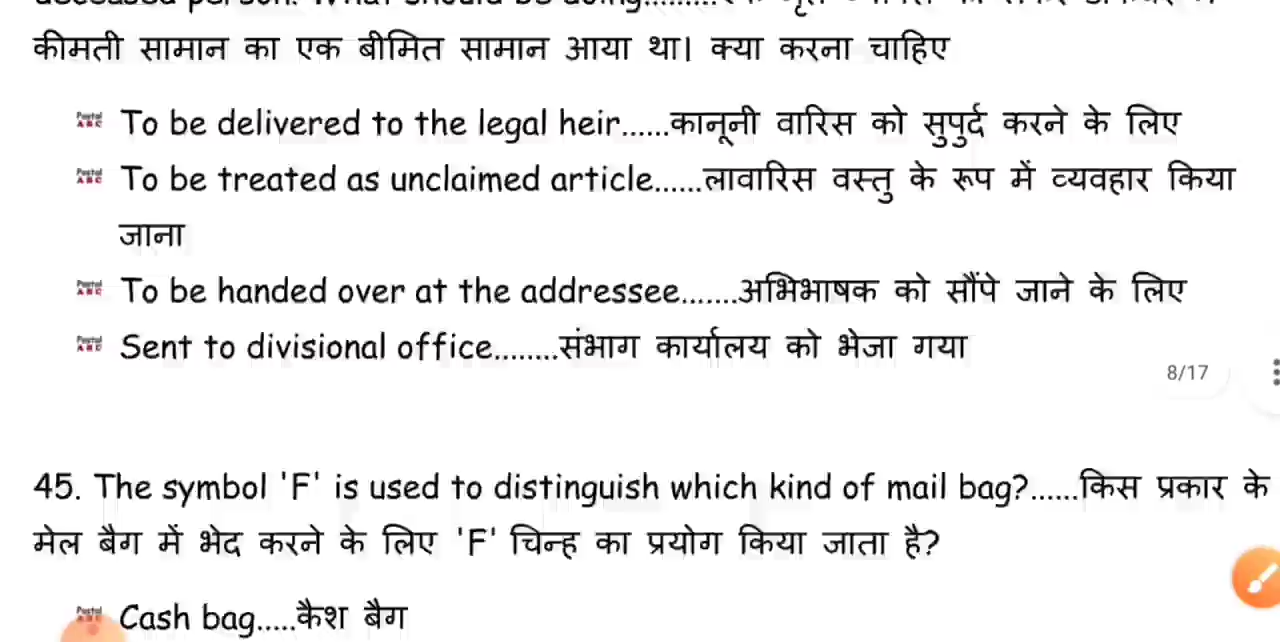 कीमती सामान का एक बीमित सामान आया था। क्या करना चाहिए
To be delivered to the legal heir......कानूनी वारिस को सुपुर्द करने के लिए
To be treated as unclaimed article......लावारिस वस्तु के रूप में व्यवहार किया
जाना
To be handed over at the addressee.......अभिभाषक को सौंपे जाने के लिए
Sent to divisional office........संभाग कार्यालय को भेजा गया
8/17
45. The symbol 'F' is used to distinguish which kind of mail bag?......किस प्रकार के
मेल बैग में भेद करने के लिए 'F' चिन्ह का प्रयोग किया जाता है?
Cash bag.....कैश बैग